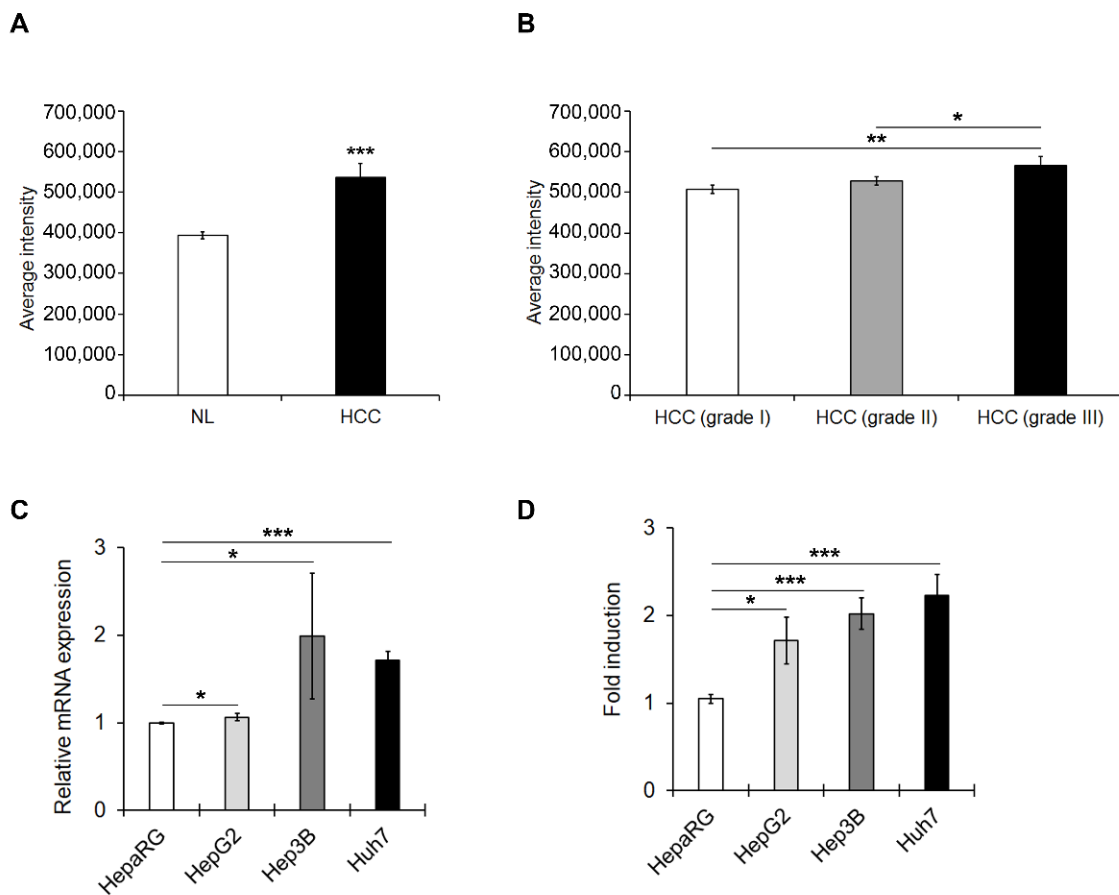 A
Average intensity
700,000
600,000
500,000
400,000
300,000
200,000
100,000
0
***
NL
HCC
B
Average intensity
700,000
600,000
500,000
400,000
300,000
200,000
100,000
0
*
**
HCC (grade I)
HCC (grade II)
HCC (grade III)
C
Relative mRNA expression
3
2
1
0
***
*
*
HepaRG
HepG2
Hep3B
Huh7
D
Fold induction
3
2
1
0
***
***
*
HepaRG
HepG2
Hep3B
Huh7